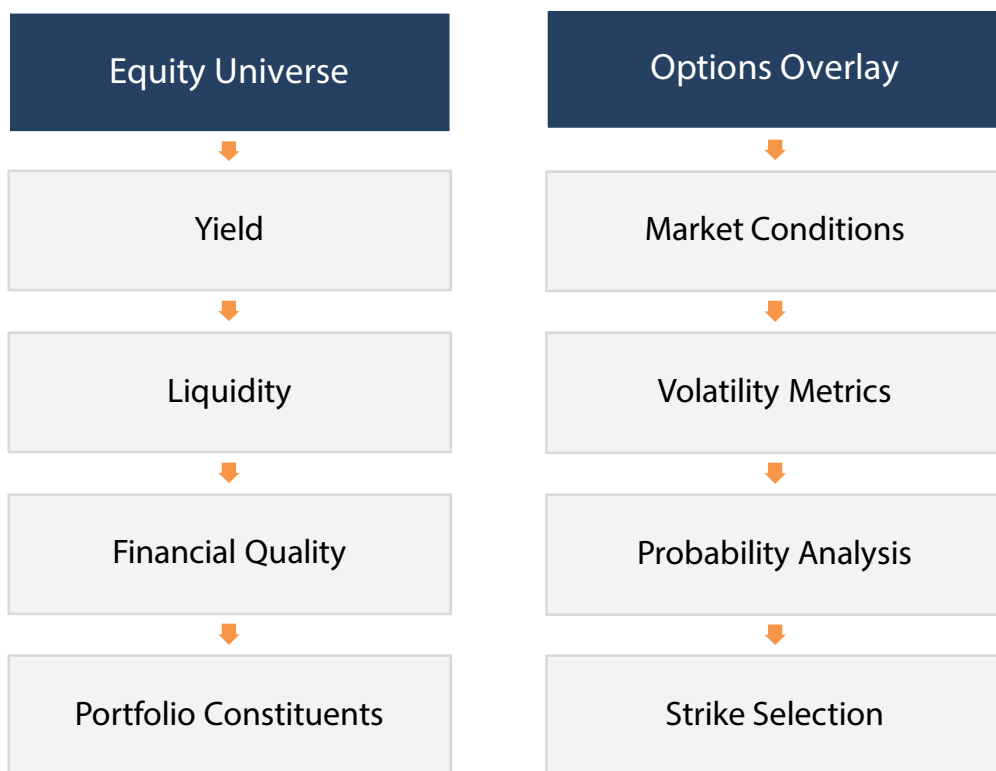 Equity Universe
Yield
Liquidity
Financial Quality
Portfolio Constituents
Options Overlay
Market Conditions
Volatility Metrics
Probability Analysis
Strike Selection